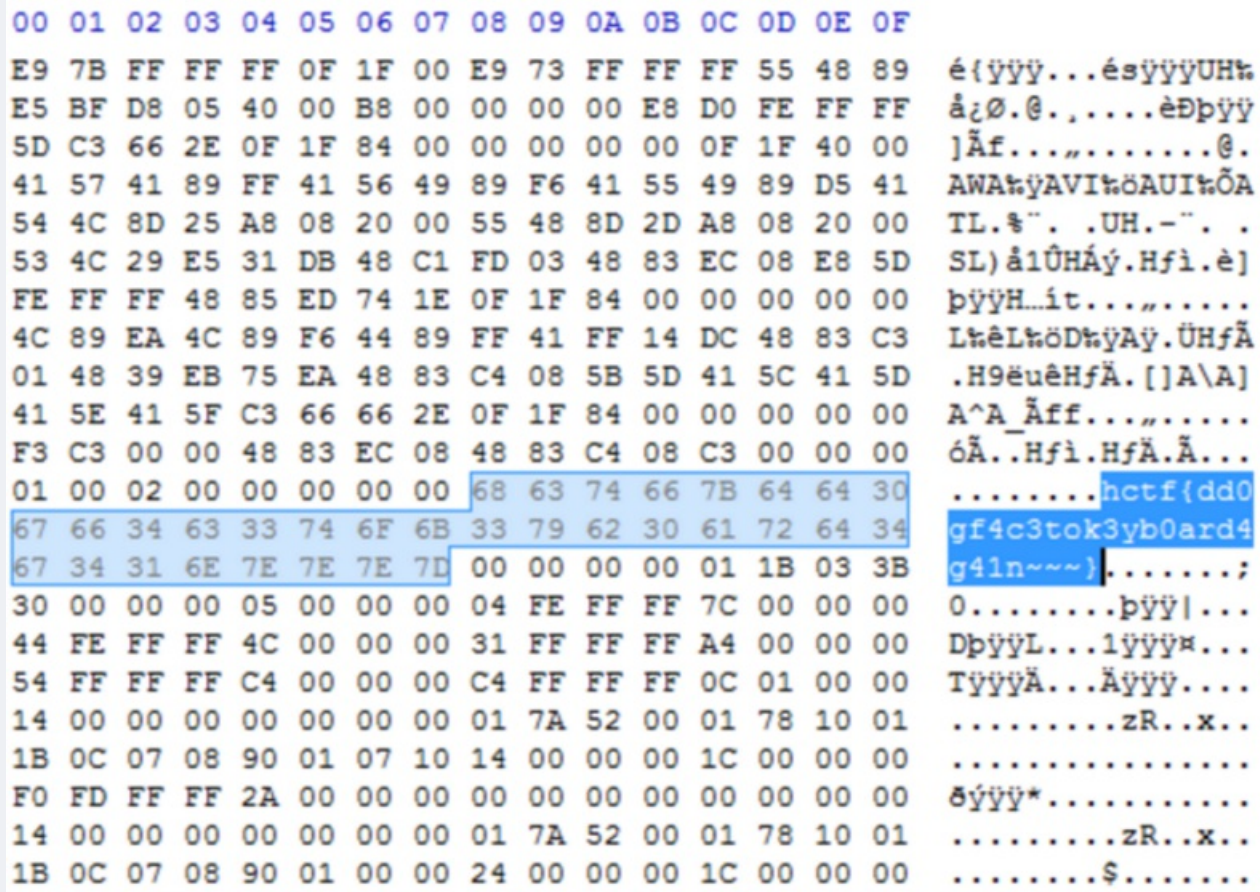 00 01 02 03 04 05 06 07 08 09 0A 0B 0C 0D 0E 0F
E9 7B FF FF FF 0F 1F 00 E9 73 FF FF FF 55 48 89 é{ÿÿÿ...ésÿÿÿUH‰
E5 BF D8 05 40 00 B8 00 00 00 00 E8 D0 FE FF FF å¿Ø.@.¸....èÐþÿÿ
5D C3 66 2E 0F 1F 84 00 00 00 00 00 0F 1F 40 00 ]Ãf...„.......@.
41 57 41 89 FF 41 56 49 89 F6 41 55 49 89 D5 41 AWA‰ÿAVI‰öAUI‰ÕA
54 4C 8D 25 A8 08 20 00 55 48 8D 2D A8 08 20 00 TL.%¨. .UH.-¨. .
53 4C 29 E5 31 DB 48 C1 FD 03 48 83 EC 08 E8 5D SL)å1ÛHÁý.Hƒì.è]
FE FF FF 48 85 ED 74 1E 0F 1F 84 00 00 00 00 00 þÿÿH…ít...„.....
4C 89 EA 4C 89 F6 44 89 FF 41 FF 14 DC 48 83 C3 L‰êL‰öD‰ÿAÿ.ÜHƒÃ
01 48 39 EB 75 EA 48 83 C4 08 5B 5D 41 5C 41 5D .H9ëuêHƒÄ.[]A\A]
41 5E 41 5F C3 66 66 2E 0F 1F 84 00 00 00 00 00 A^A_Ãff...„.....
F3 C3 00 00 48 83 EC 08 48 83 C4 08 C3 00 00 00 óÃ..Hƒì.HƒÄ.Ã...
01 00 02 00 00 00 00 00 68 63 74 66 7B 64 64 30 ........hctf{dd0
67 66 34 63 33 74 6F 6B 33 79 62 30 61 72 64 34 gf4c3tok3yb0ard4
67 34 31 6E 7E 7E 7E 7D 00 00 00 00 01 1B 03 3B g41n~~~}.......;
30 00 00 00 05 00 00 00 04 FE FF FF 7C 00 00 00 0........þÿÿ|...
44 FE FF FF 4C 00 00 00 31 FF FF FF A4 00 00 00 DþÿÿL...1ÿÿÿ¤...
54 FF FF FF C4 00 00 00 C4 FF FF FF 0C 01 00 00 TÿÿÿÄ...Äÿÿÿ....
14 00 00 00 00 00 00 00 01 7A 52 00 01 78 10 01 .........zR..x..
1B 0C 07 08 90 01 07 10 14 00 00 00 1C 00 00 00 ................
F0 FD FF FF 2A 00 00 00 00 00 00 00 00 00 00 00 ðýÿÿ*...........
14 00 00 00 00 00 00 00 01 7A 52 00 01 78 10 01 .........zR..x..
1B 0C 07 08 90 01 00 00 24 00 00 00 1C 00 00 00 ........$.......